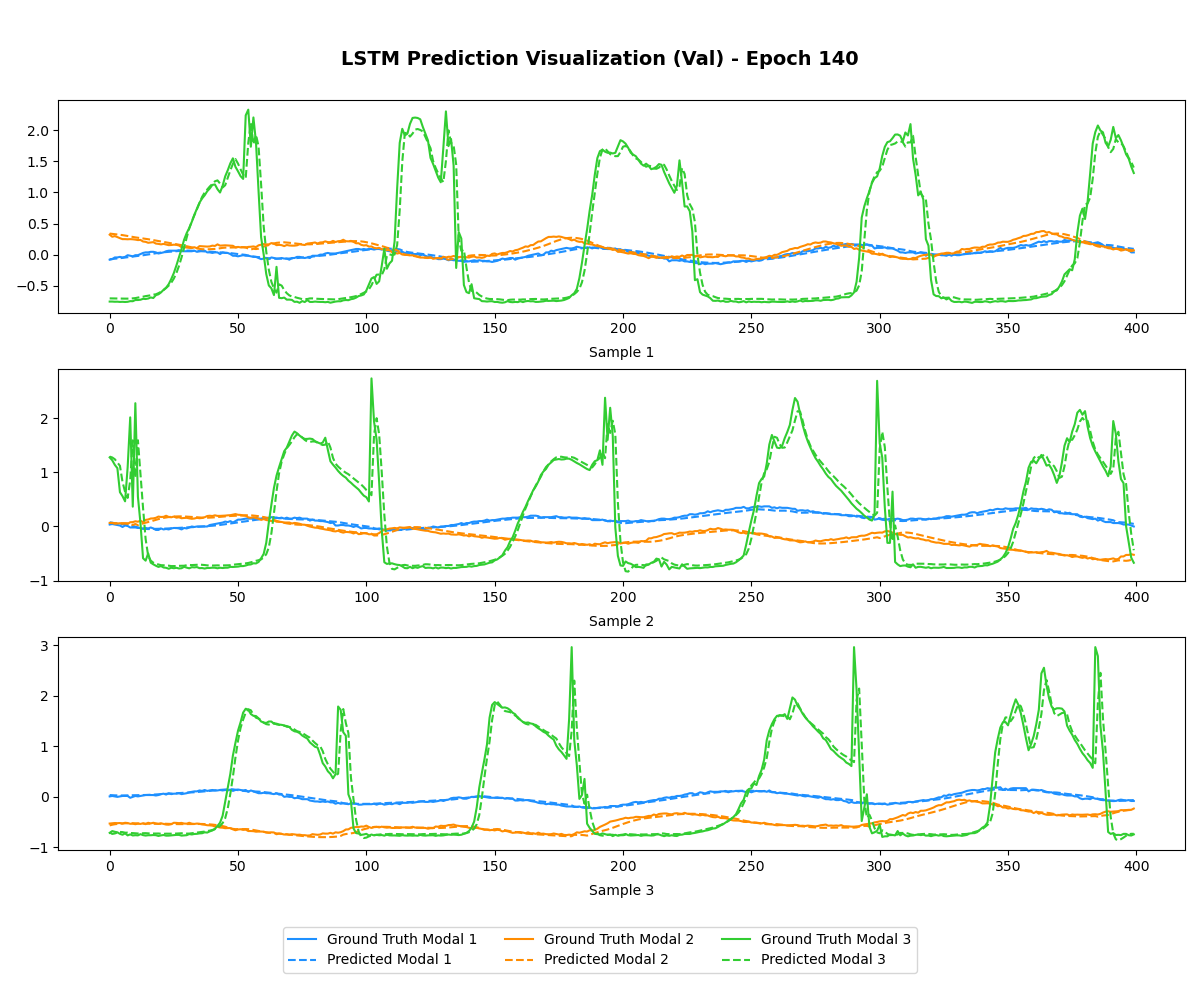 LSTM Prediction Visualization (Val) - Epoch 140
2.0
1.5
1.0
0.5
0.0
−0.5
0 50 100 150 200 250 300 350 400
Sample 1
2
1
0
−1
0 50 100 150 200 250 300 350 400
Sample 2
3
2
1
0
−1
0 50 100 150 200 250 300 350 400
Sample 3
Ground Truth Modal 1 Ground Truth Modal 2 Ground Truth Modal 3
Predicted Modal 1 Predicted Modal 2 Predicted Modal 3